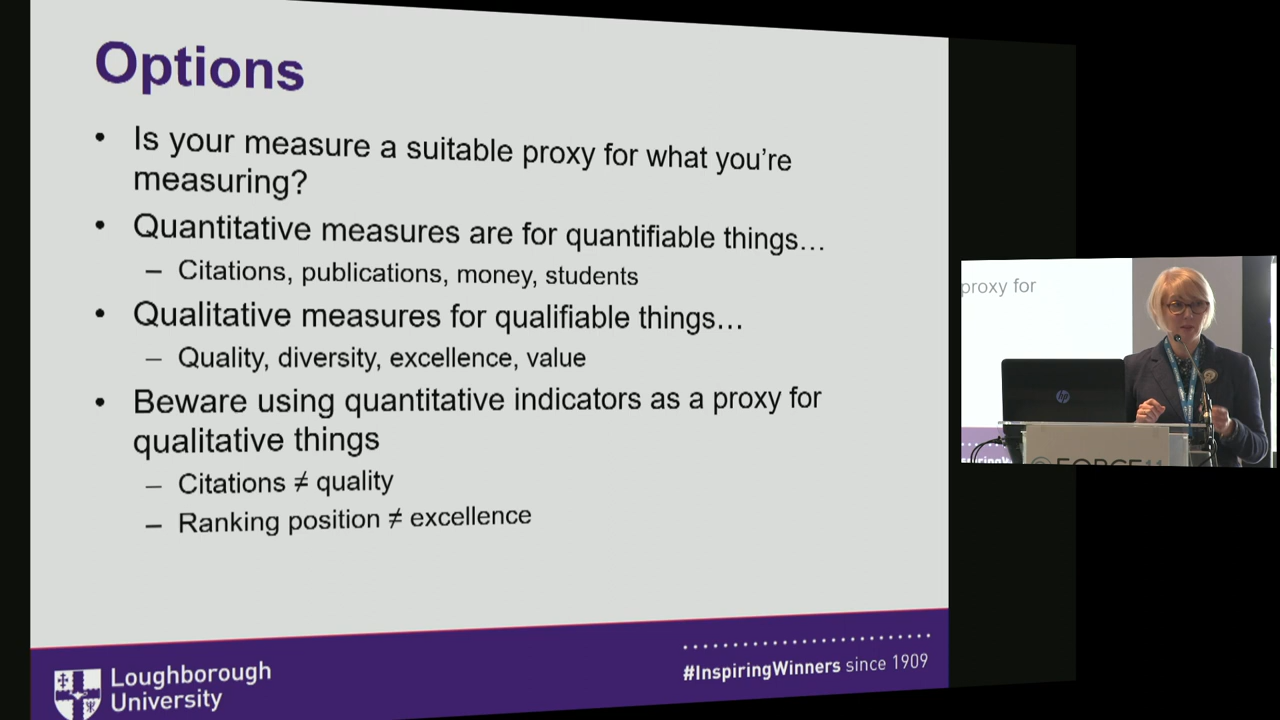 Options
• Is your measure a suitable proxy for what you’re
measuring?
• Quantitative measures are for quantifiable things…
– Citations, publications, money, students
• Qualitative measures for qualifiable things…
– Quality, diversity, excellence, value
• Beware using quantitative indicators as a proxy for
qualitative things
– Citations ≠ quality
– Ranking position ≠ excellence
Loughborough
University
#InspiringWinners since 1909
proxy for
hp
FORCE11